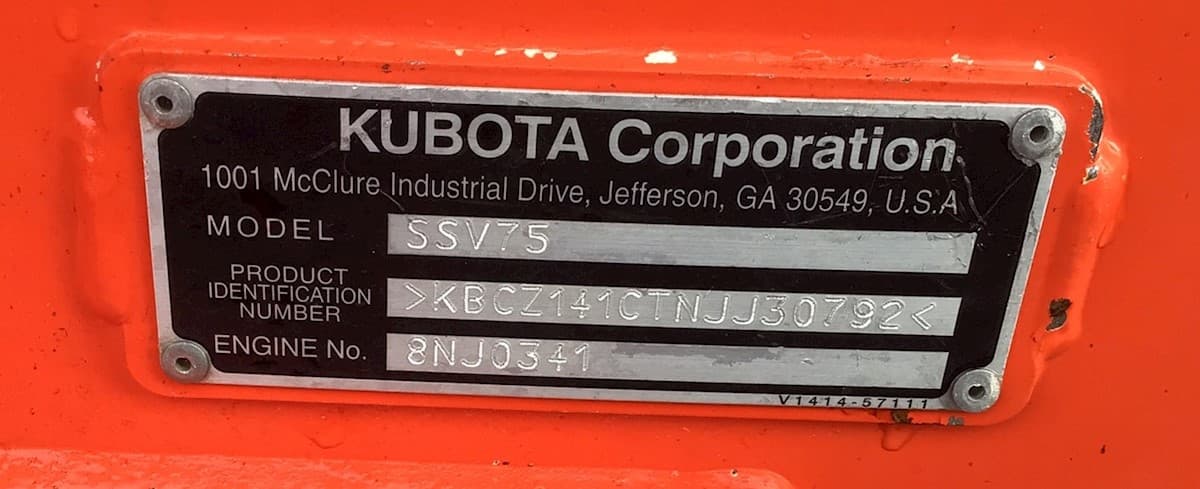 KUBOTA Corporation
1001 McClure Industrial Drive, Jefferson, GA 30549, U.S.A
MODEL SSV75
PRODUCT
IDENTIFICATION
NUMBER
>KBCZ141CTNJJ30792<
ENGINE No. 8NJ0341
V1414-57111